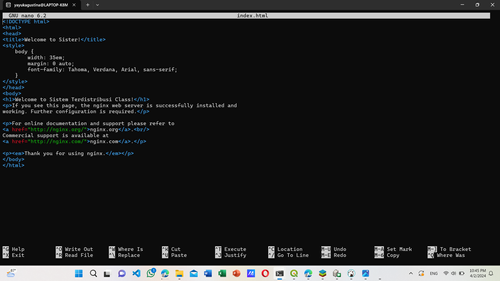 yayukagustine@LAPTOP-K8M
GNU nano 6.2 index.html
<!DOCTYPE html>
<html>
<head>
<title>Welcome to Sister!</title>
<style>
body {
width: 35em;
margin: 0 auto;
font-family: Tahoma, Verdana, Arial, sans-serif;
}
</style>
</head>
<body>
<h1>Welcome to Sistem Terdistribusi Class!</h1>
<p>If you see this page, the nginx web server is successfully installed and
working. Further configuration is required.</p>
<p>For online documentation and support please refer to
<a href="http://nginx.org/">nginx.org</a>.<br/>
Commercial support is available at
<a href="http://nginx.com/">nginx.com</a>.</p>
<p><em>Thank you for using nginx.</em></p>
</body>
</html>
^G Help ^O Write Out ^W Where Is ^K Cut ^T Execute ^C Location M-U Undo M-A Set Mark M-] To Bracket
^X Exit ^R Read File ^\ Replace ^U Paste ^J Justify ^/ Go To Line M-E Redo M-6 Copy ^Q Where Was
ENG
10:45 PM
4/2/2024